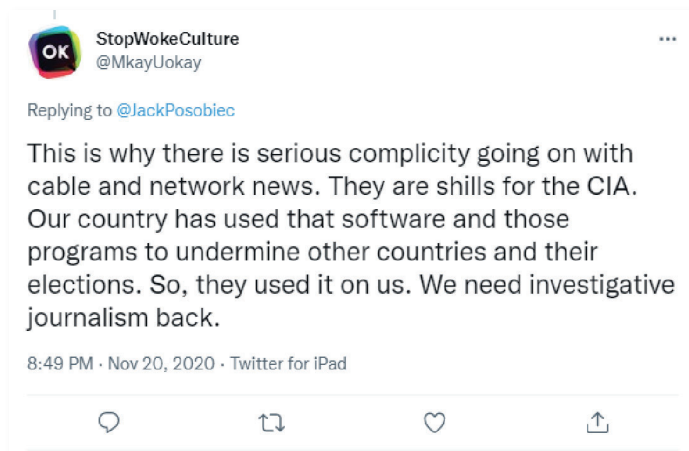 OK
StopWokeCulture
@MkayUokay
Replying to @JackPosobiec
This is why there is serious complicity going on with
cable and network news. They are shills for the CIA.
Our country has used that software and those
programs to undermine other countries and their
elections. So, they used it on us. We need investigative
journalism back.
8:49 PM · Nov 20, 2020 · Twitter for iPad